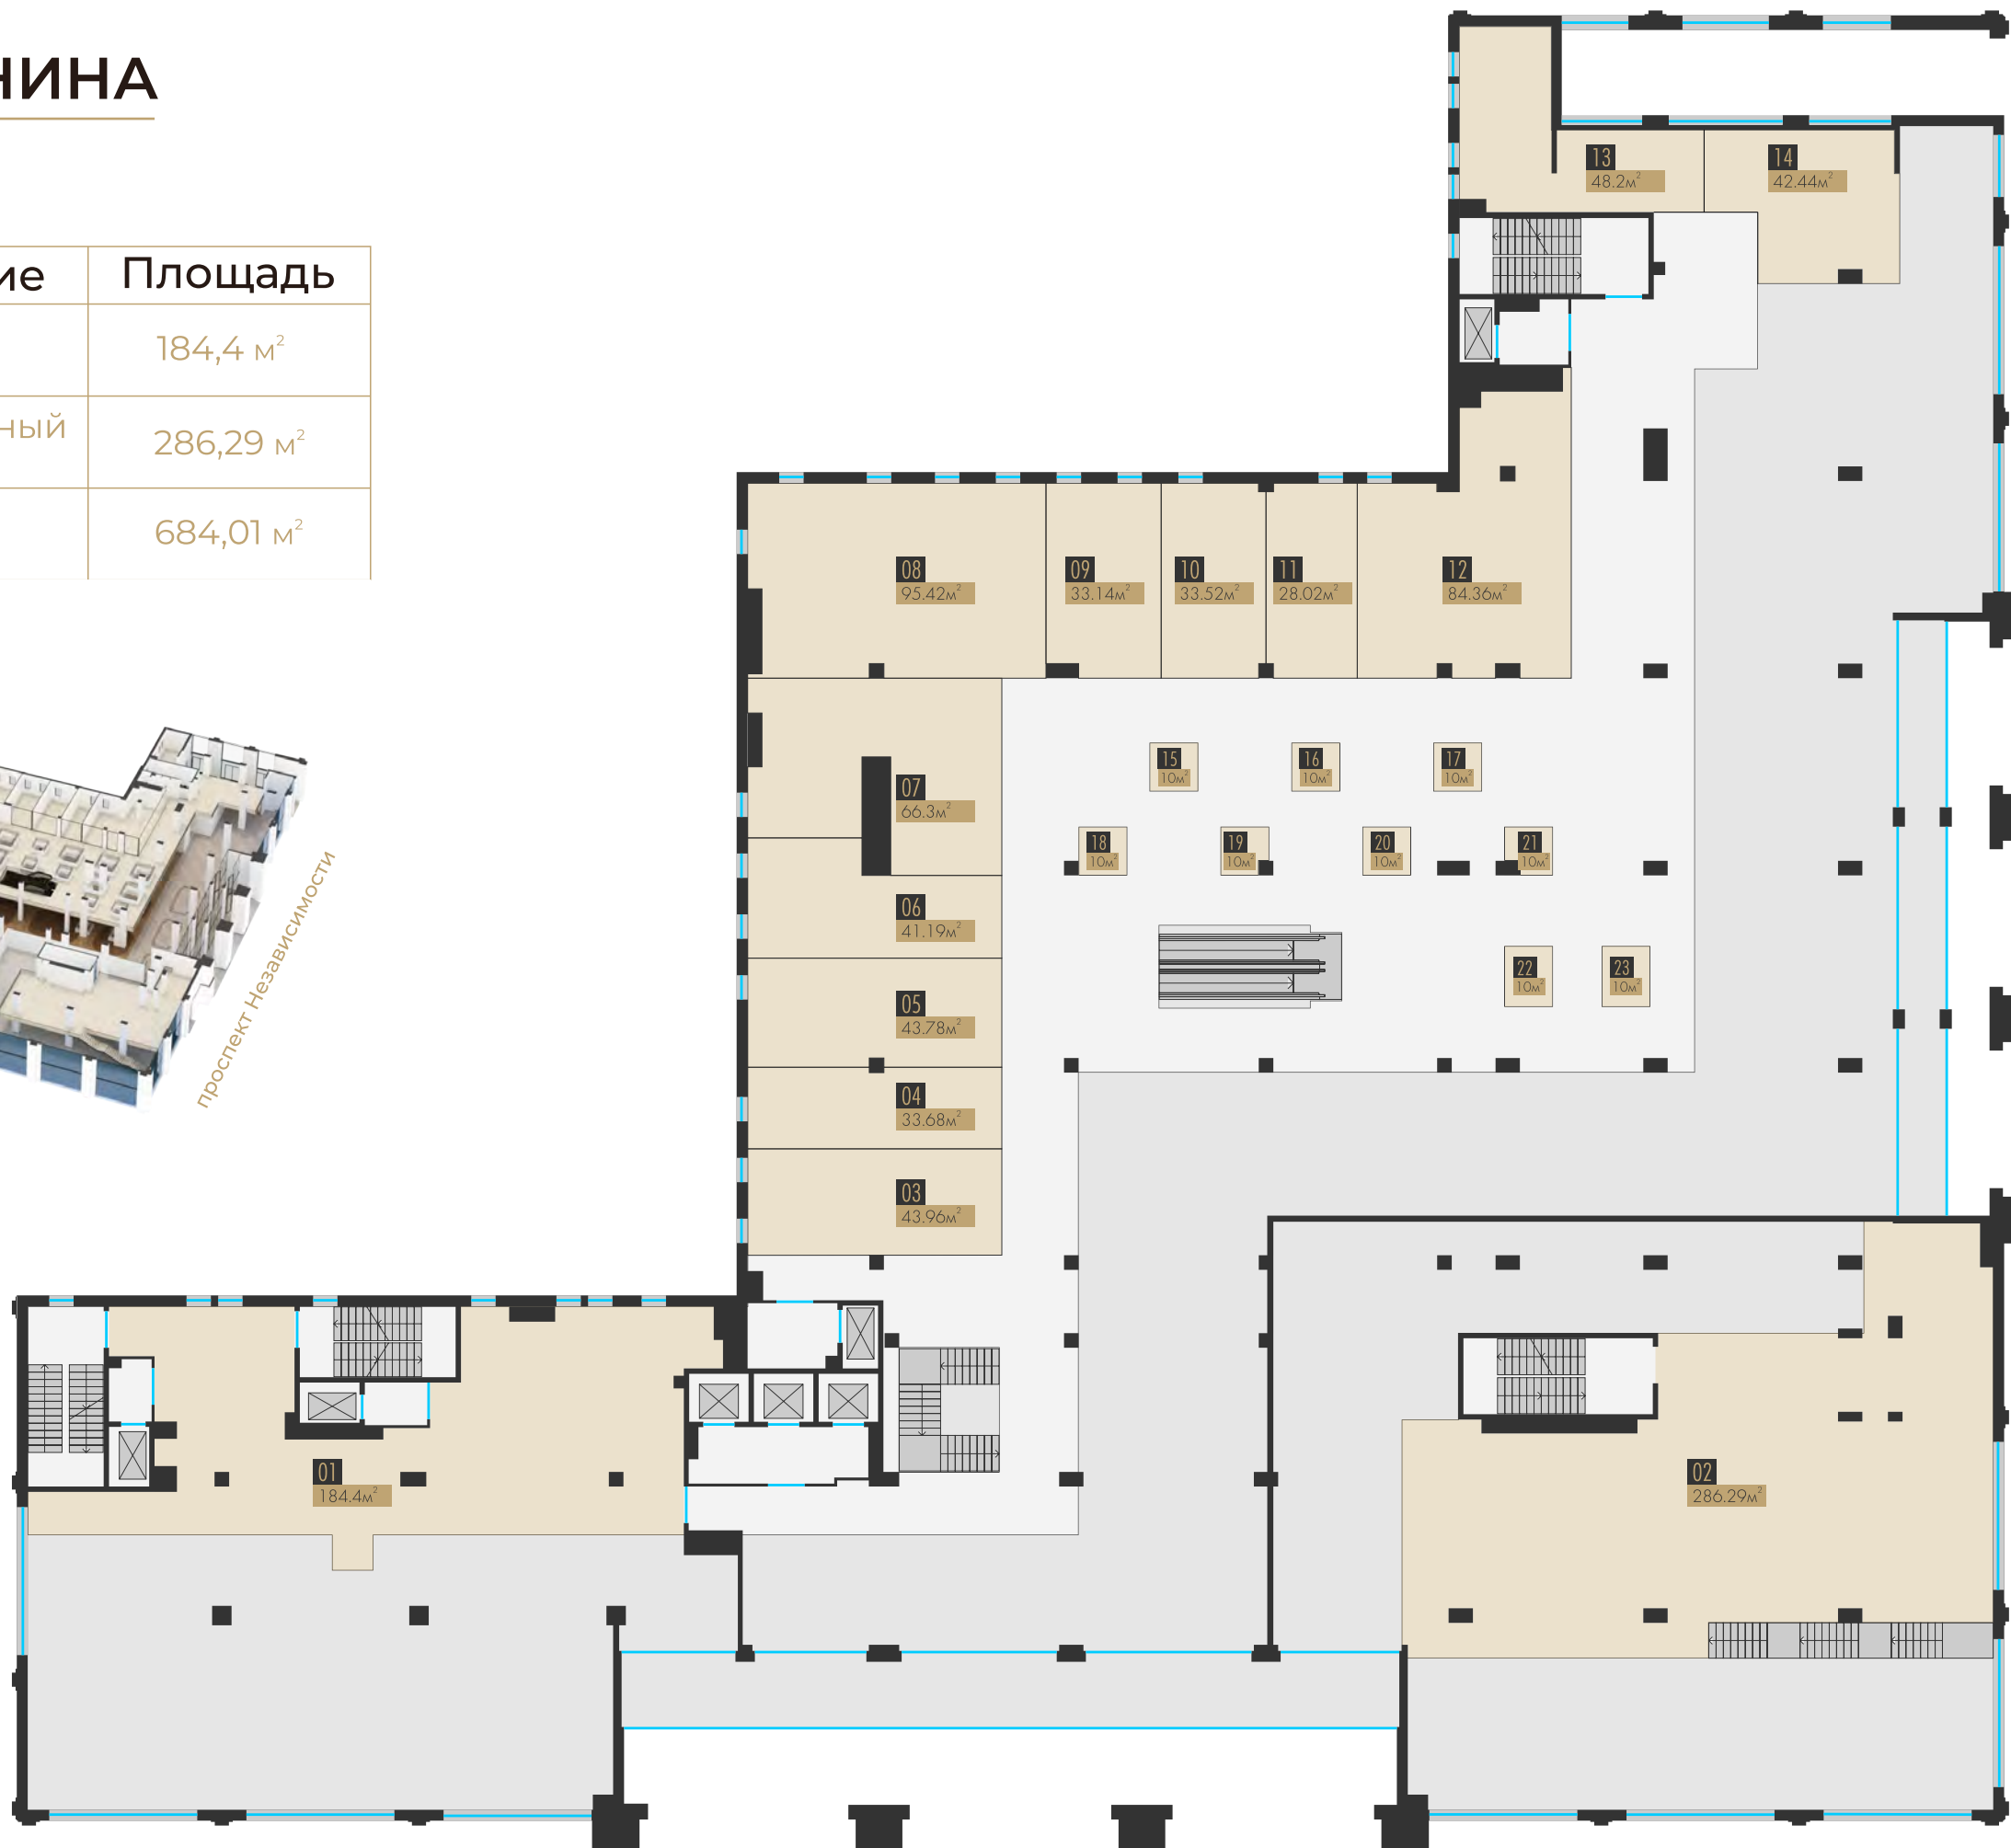 НИНА
ие
Площадь
184,4 м²
ный
286,29 м²
684,01 м²
проспект Независимости
13
48.2м²
14
42.44м²
08
95.42м²
09
33.14м²
10
33.52м²
11
28.02м²
12
84.36м²
07
66.3м²
15
10м²
16
10м²
17
10м²
18
10м²
19
10м²
20
10м²
21
10м²
06
41.19м²
05
43.78м²
22
10м²
23
10м²
04
33.68м²
03
43.96м²
01
184.4м²
02
286.29м²